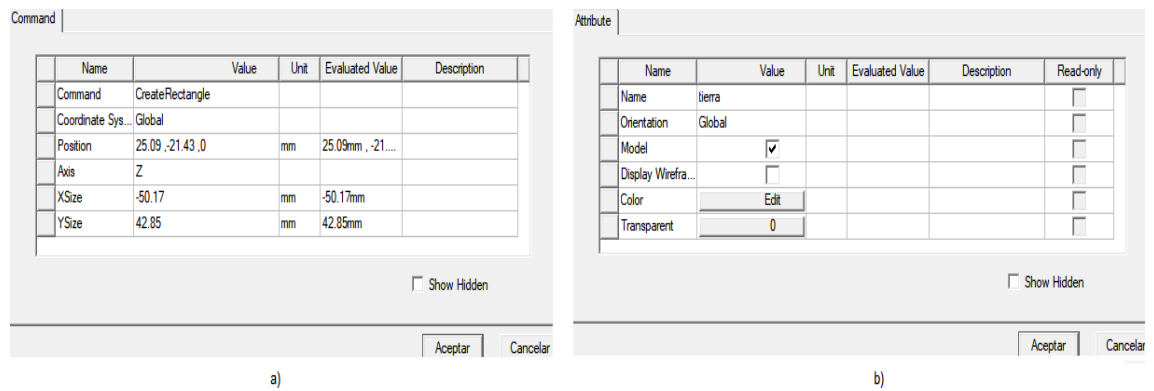 Command
Name Value Unit Evaluated Value Description
Command CreateRectangle
Coordinate Sys... Global
Position 25.09 ,-21.43 ,0 mm 25.09mm , -21....
Axis Z
XSize -50.17 mm -50.17mm
YSize 42.85 mm 42.85mm
Show Hidden
Aceptar Cancelar
a)
Attribute
Name Value Unit Evaluated Value Description Read-only
Name tierra
Orientation Global
Model
Display Wirefra...
Color Edit
Transparent 0
Show Hidden
Aceptar Cancelar
b)